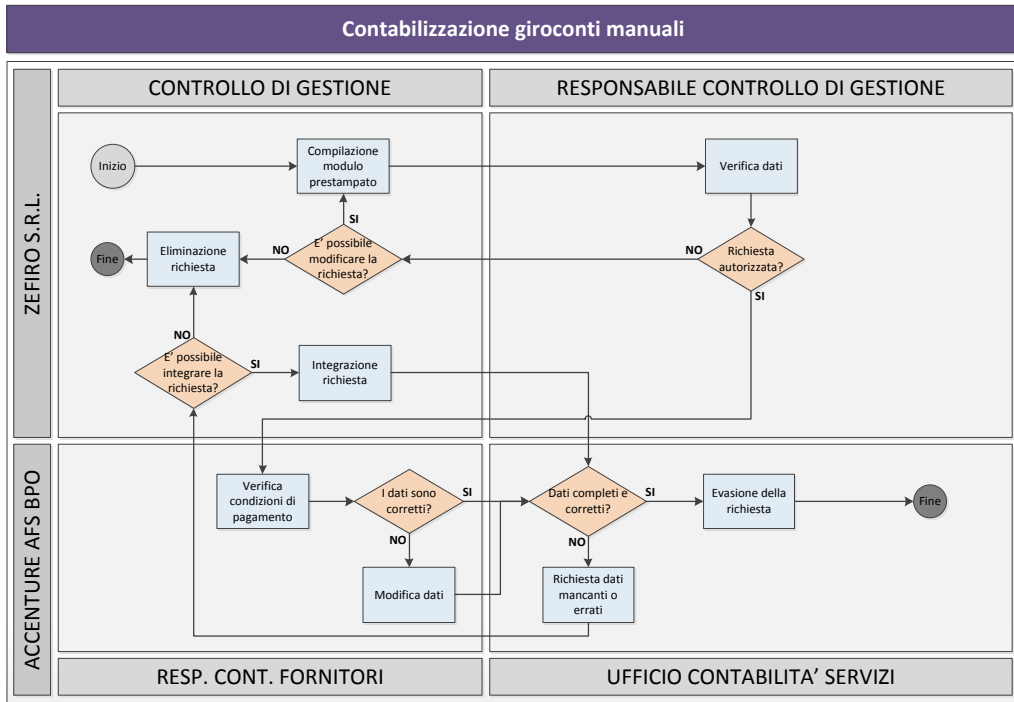 Contabilizzazione giroconti manuali
CONTROLLO DI GESTIONE
RESPONSABILE CONTROLLO DI GESTIONE
ZEFIRO S.R.L.
Inizio
Compilazione
modulo
prestampato
Verifica dati
SI
Fine
Eliminazione
richiesta
NO
E' possibile
modificare la
richiesta?
NO
Richiesta
autorizzata?
SI
NO
E' possibile
integrare la
richiesta?
SI
Integrazione
richiesta
ACCENTURE AFS BPO
Verifica
condizioni di
pagamento
I dati sono
corretti?
SI
NO
Modifica dati
Dati completi e
corretti?
SI
NO
Evasione della
richiesta
Fine
Richiesta dati
mancanti o
errati
RESP. CONT. FORNITORI
UFFICIO CONTABILITA' SERVIZI